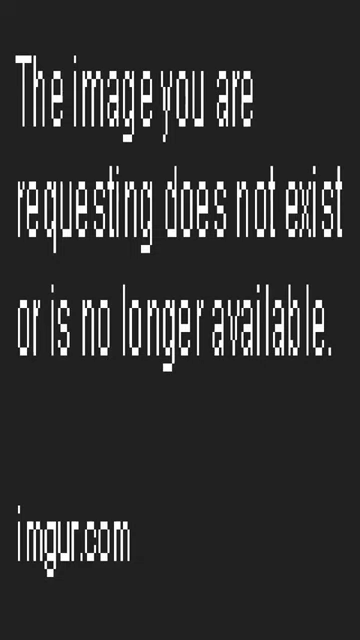 The image you are
requesting does not exist
or is no longer available.
imgur.com